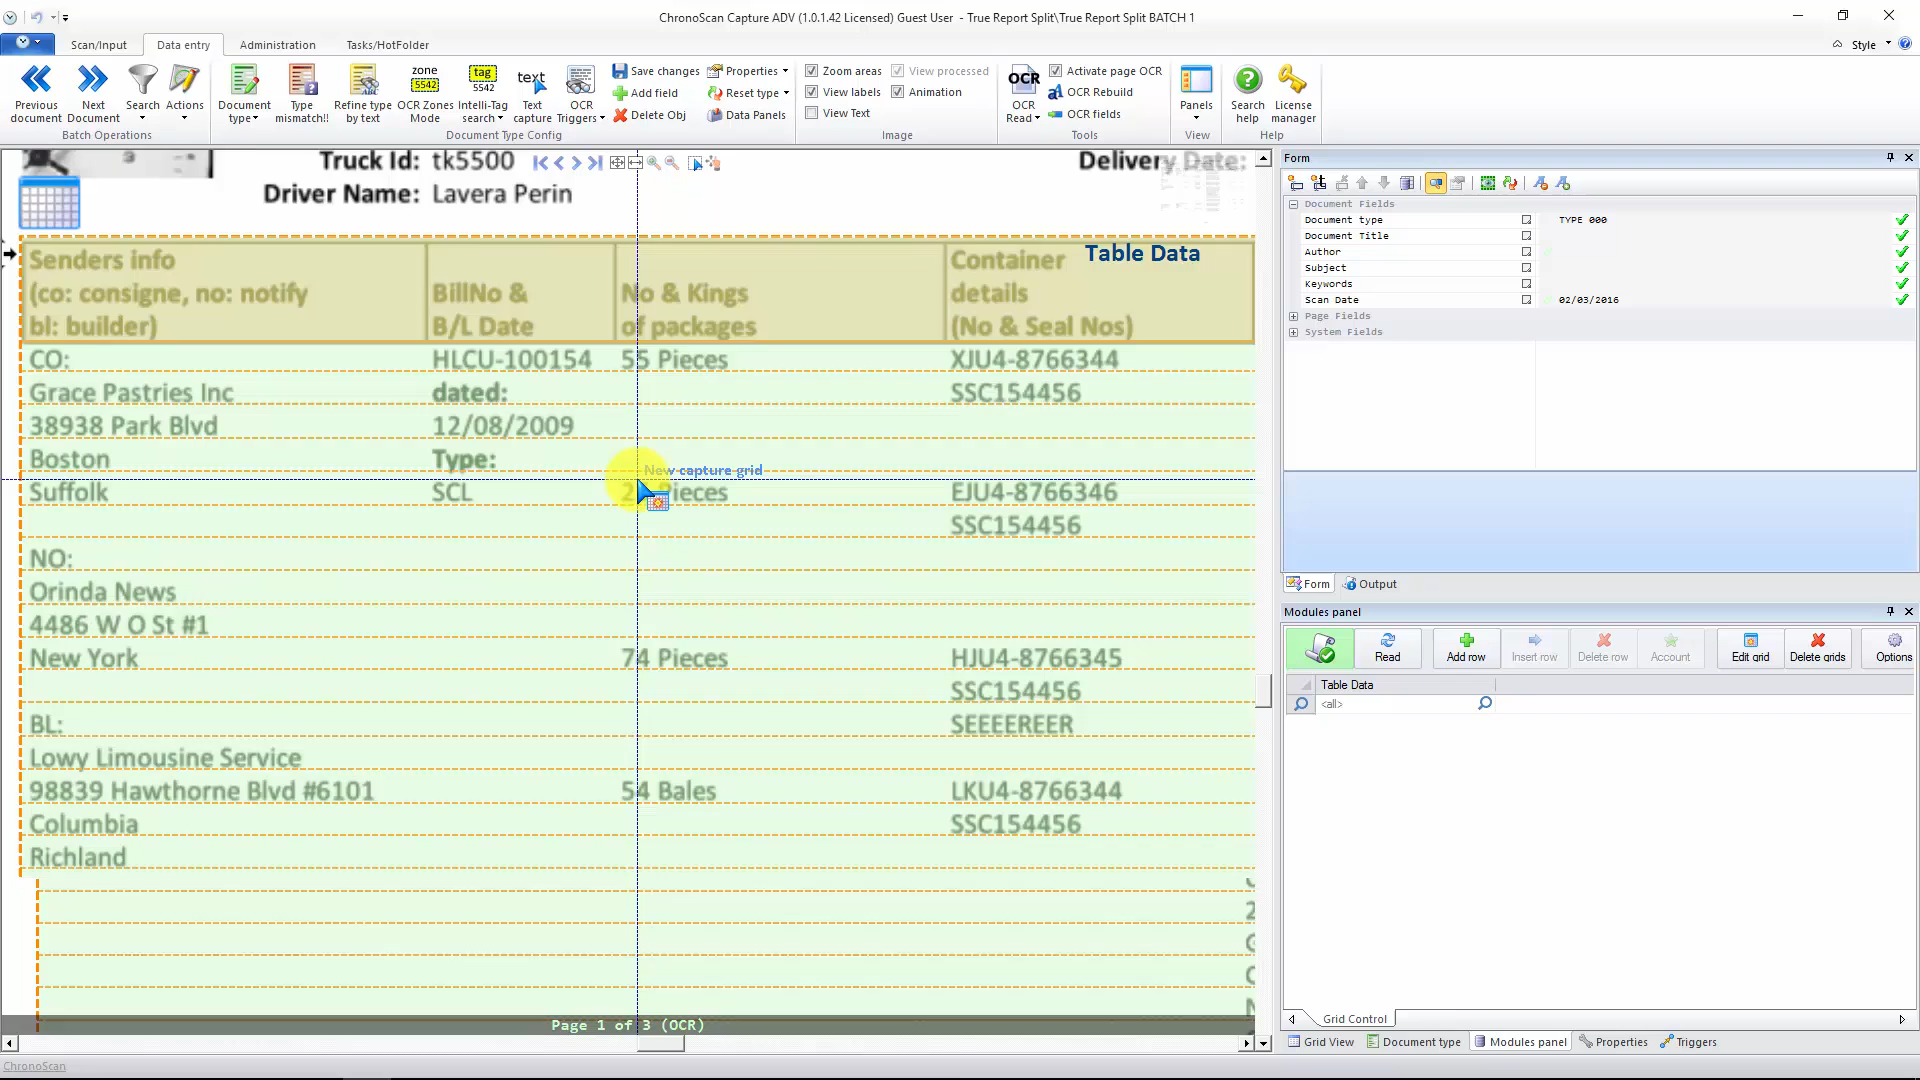 ChronoScan Capture ADV (1.0.1.42 Licensed) Guest User - True Report Split\True Report Split BATCH 1
Scan/Input Data entry Administration Tasks/HotFolder Style
Previous document
Next Document
Search
Actions
Batch Operations
Document type
Type mismatch!!
Refine type by text
zone 5542
OCR Zones Mode
tag 5542
Intelli-Tag search
text
Text capture
OCR Triggers
Save changes
Add field
Delete Obj
Properties
Reset type
Data Panels
Document Type Config
Zoom areas
View labels
View Text
View processed
Animation
Image
OCR
OCR Read
Activate page OCR
OCR Rebuild
OCR fields
Tools
Panels
View
Search help
License manager
Help
Truck Id: tk5500 Delivery Date:
Driver Name: Lavera Perin
Table Data
Senders info Container
(co: consigne, no: notify BillNo & No & Kings details
bl: builder) B/L Date of packages (No & Seal Nos)
CO: HLCU-100154 55 Pieces XJU4-8766344
Grace Pastries Inc dated: SSC154456
38938 Park Blvd 12/08/2009
Boston Type:
New capture grid
Suffolk SCL Pieces EJU4-8766346
SSC154456
NO:
Orinda News
4486 W O St #1
New York 74 Pieces HJU4-8766345
SSC154456
BL: SEEEEREER
Lowy Limousine Service
98839 Hawthorne Blvd #6101 54 Bales LKU4-8766344
Columbia SSC154456
Richland
Page 1 of 3 (OCR)
Form
Document Fields
Document type TYPE 000
Document Title
Author
Subject
Keywords
Scan Date 02/03/2016
Page Fields
System Fields
Form Output
Modules panel
Read Add row Insert row Delete row Account Edit grid Delete grids Options
Table Data
<all>
Grid Control
Grid View Document type Modules panel Properties Triggers
ChronoScan